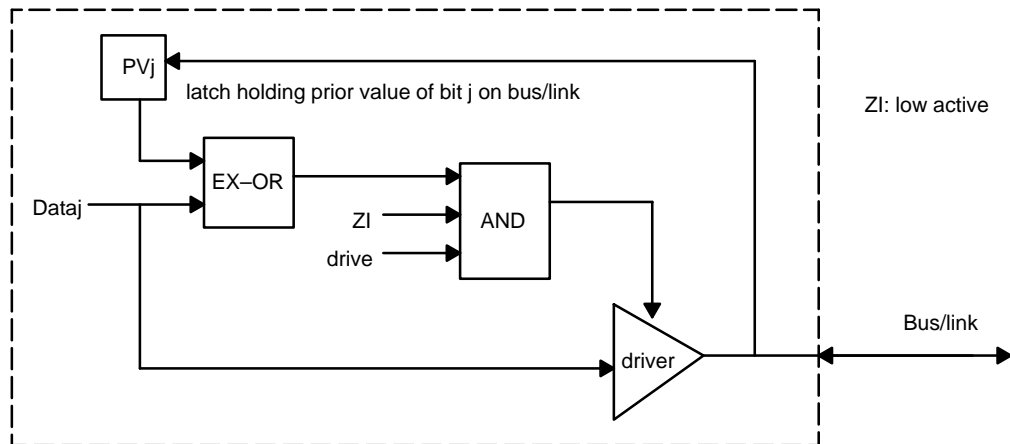 PVj
latch holding prior value of bit j on bus/link
ZI: low active
EX–OR
Dataj
ZI
AND
drive
Bus/link
driver